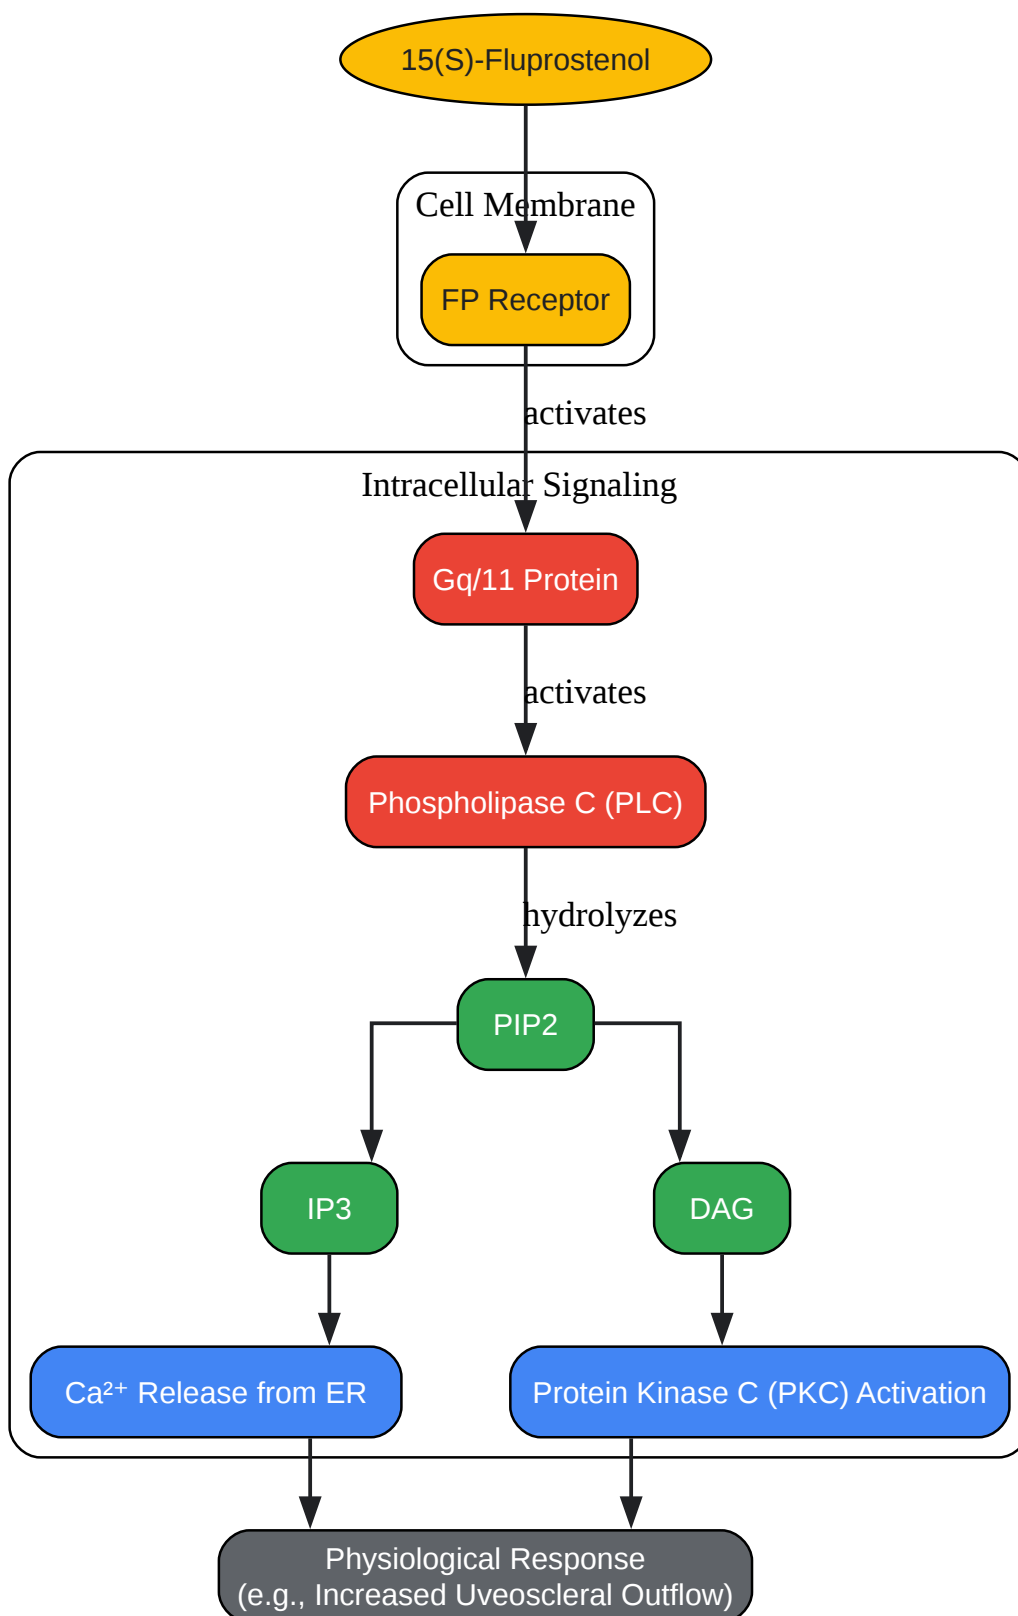 15(S)-Fluprostenol
Cell Membrane
FP Receptor
activates
Intracellular Signaling
Gq/11 Protein
activates
Phospholipase C (PLC)
hydrolyzes
PIP2
IP3
DAG
Ca²⁺ Release from ER
Protein Kinase C (PKC) Activation
Physiological Response
(e.g., Increased Uveoscleral Outflow)